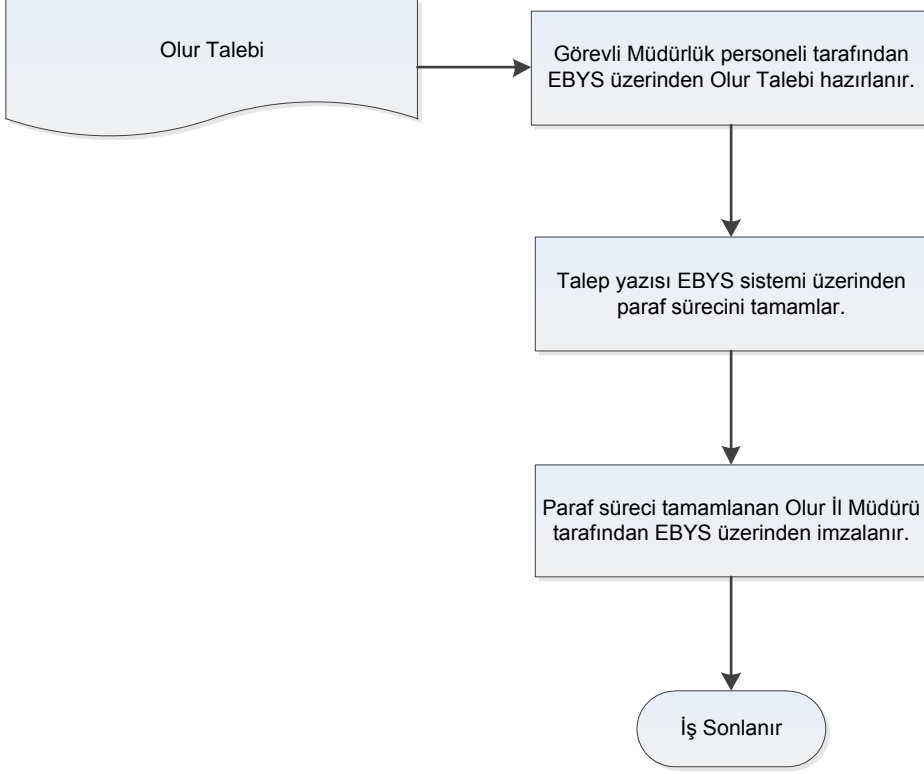 Olur Talebi
Görevli Müdürlük personeli tarafından
EBYS üzerinden Olur Talebi hazırlanır.
Talep yazısı EBYS sistemi üzerinden
paraf sürecini tamamlar.
Paraf süreci tamamlanan Olur İl Müdürü
tarafından EBYS üzerinden imzalanır.
İş Sonlanır